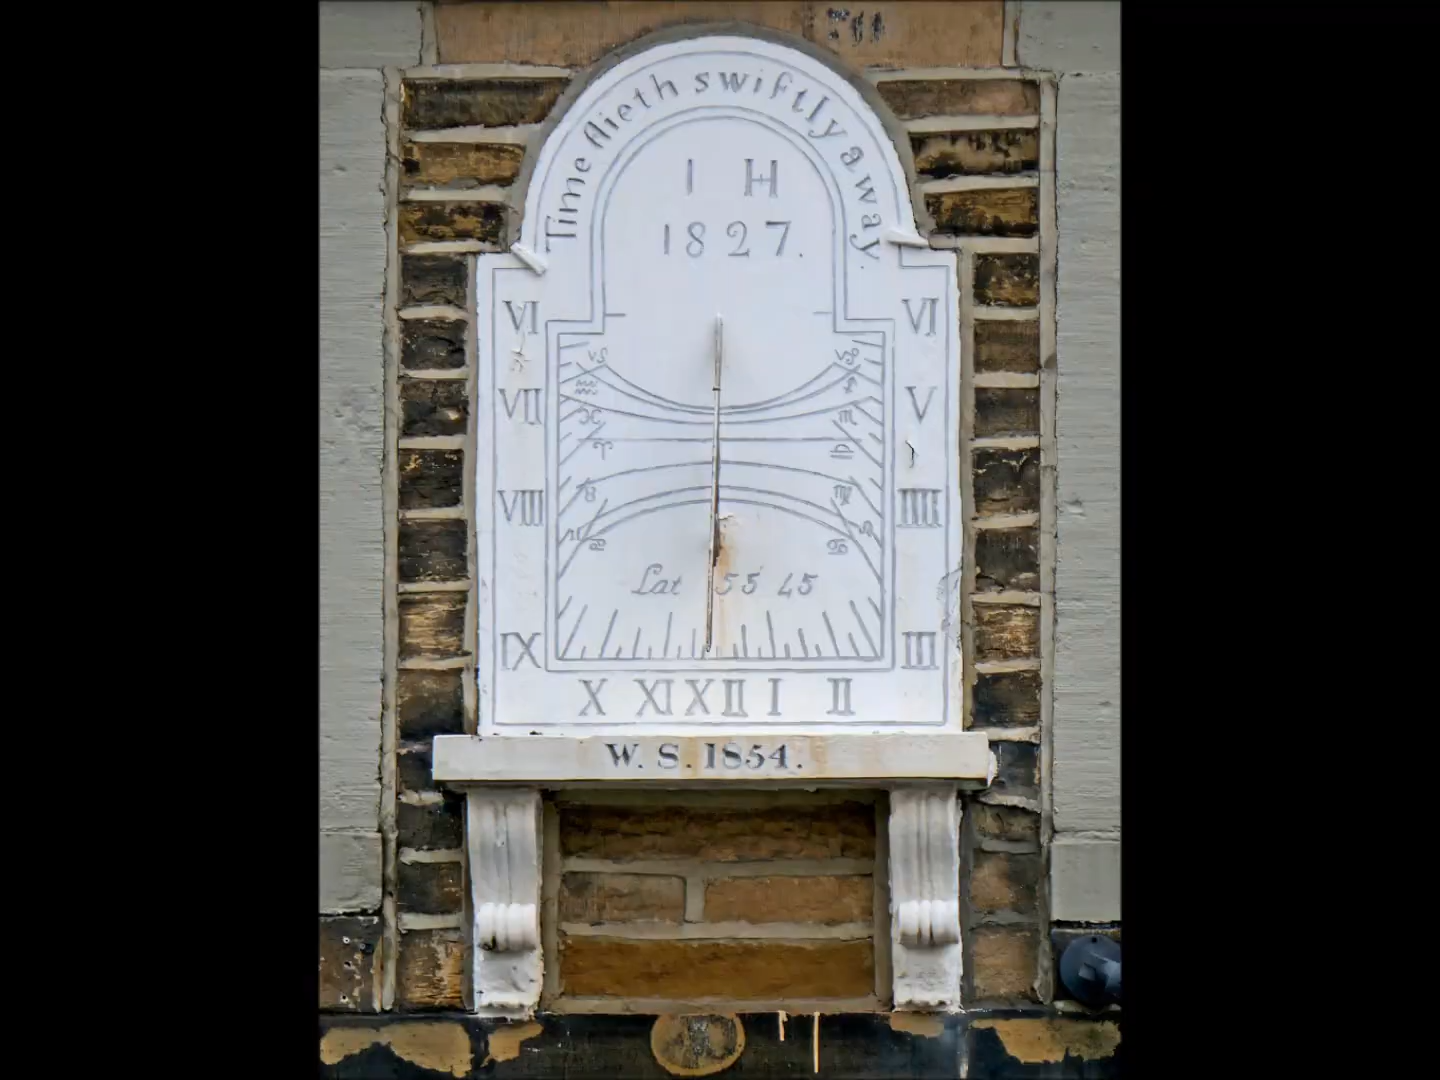 Time flieth swiftly away.
I H
1827.
VI VI
VII V
VIII IIII
Lat 55 45
IX III
X XI XII I II
W. S. 1854.